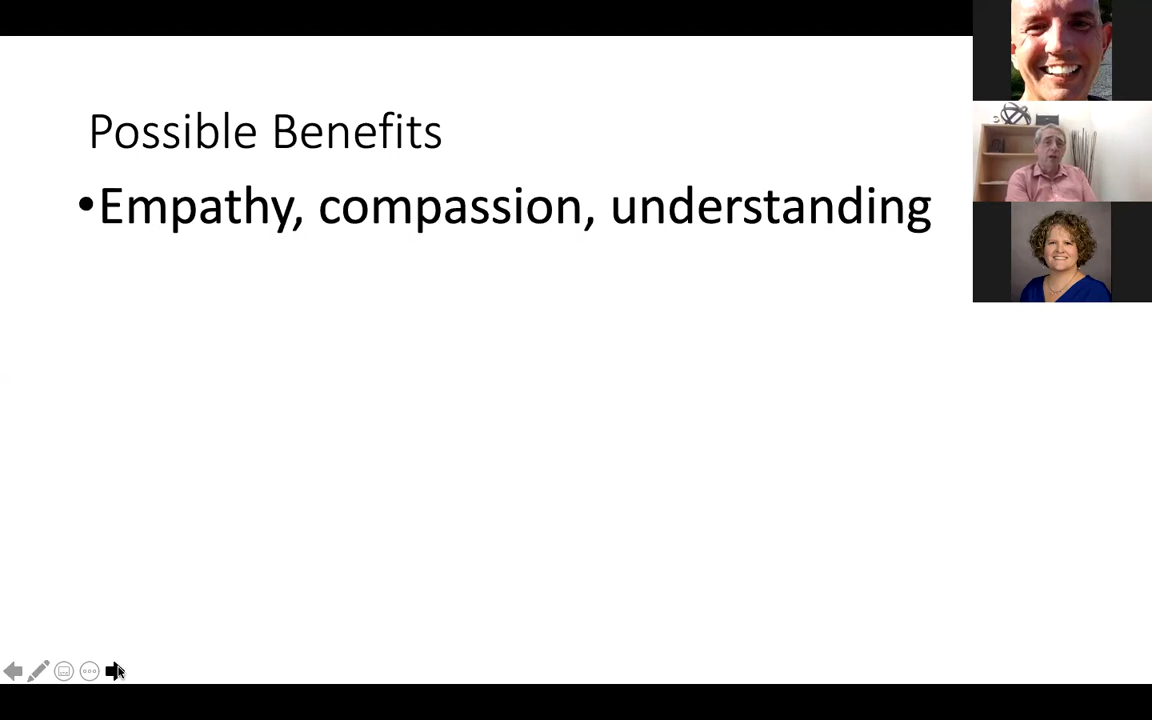 Possible Benefits
•Empathy, compassion, understanding